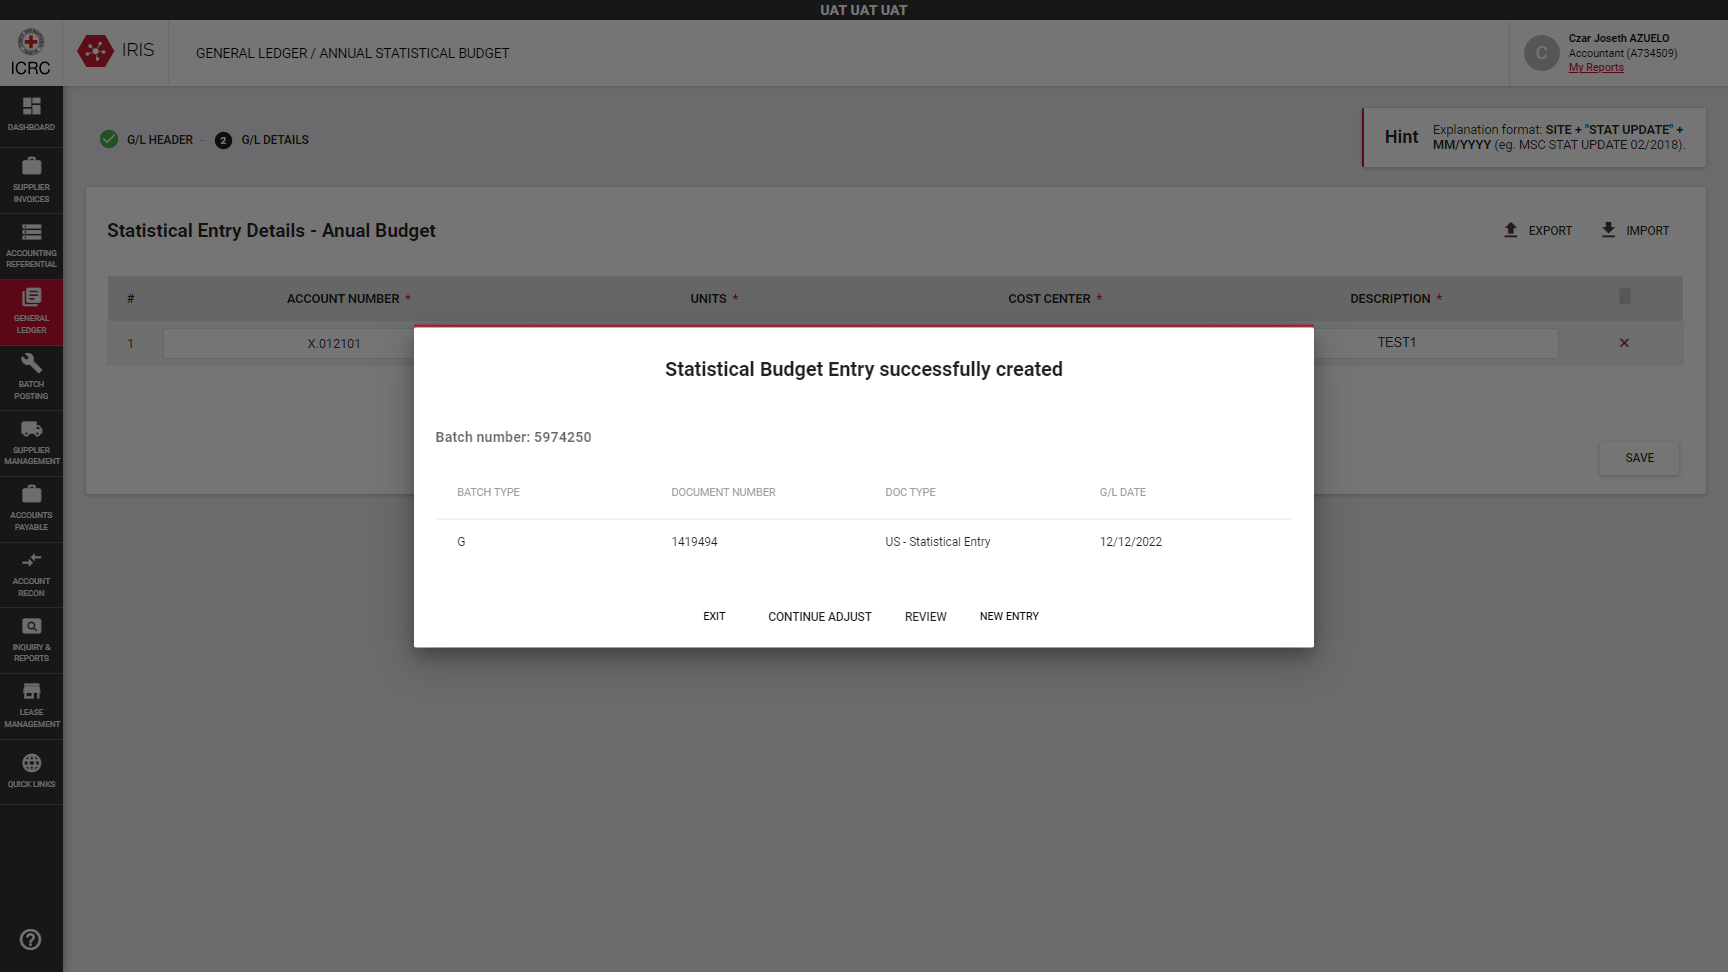 UAT UAT UAT
ICRC
IRIS
GENERAL LEDGER / ANNUAL STATISTICAL BUDGET
C
Czar Joseth AZUELO
Accountant (A734509)
My Reports
DASHBOARD
SUPPLIER
INVOICES
ACCOUNTING
REFERENTIAL
GENERAL
LEDGER
BATCH
POSTING
SUPPLIER
MANAGEMENT
ACCOUNTS
PAYABLE
ACCOUNT
RECON
INQUIRY &
REPORTS
LEASE
MANAGEMENT
QUICK LINKS
G/L HEADER
2 G/L DETAILS
Hint
Explanation format: SITE + "STAT UPDATE" +
MM/YYYY (eg. MSC STAT UPDATE 02/2018).
Statistical Entry Details - Anual Budget
EXPORT
IMPORT
# ACCOUNT NUMBER * UNITS * COST CENTER * DESCRIPTION *
1 X.012101 TEST1
SAVE
Statistical Budget Entry successfully created
Batch number: 5974250
BATCH TYPE DOCUMENT NUMBER DOC TYPE G/L DATE
G 1419494 US - Statistical Entry 12/12/2022
EXIT CONTINUE ADJUST REVIEW NEW ENTRY